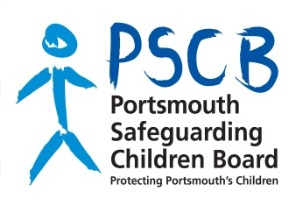 PSCB
Portsmouth
Safeguarding
Children Board
Protecting Portsmouth's Children